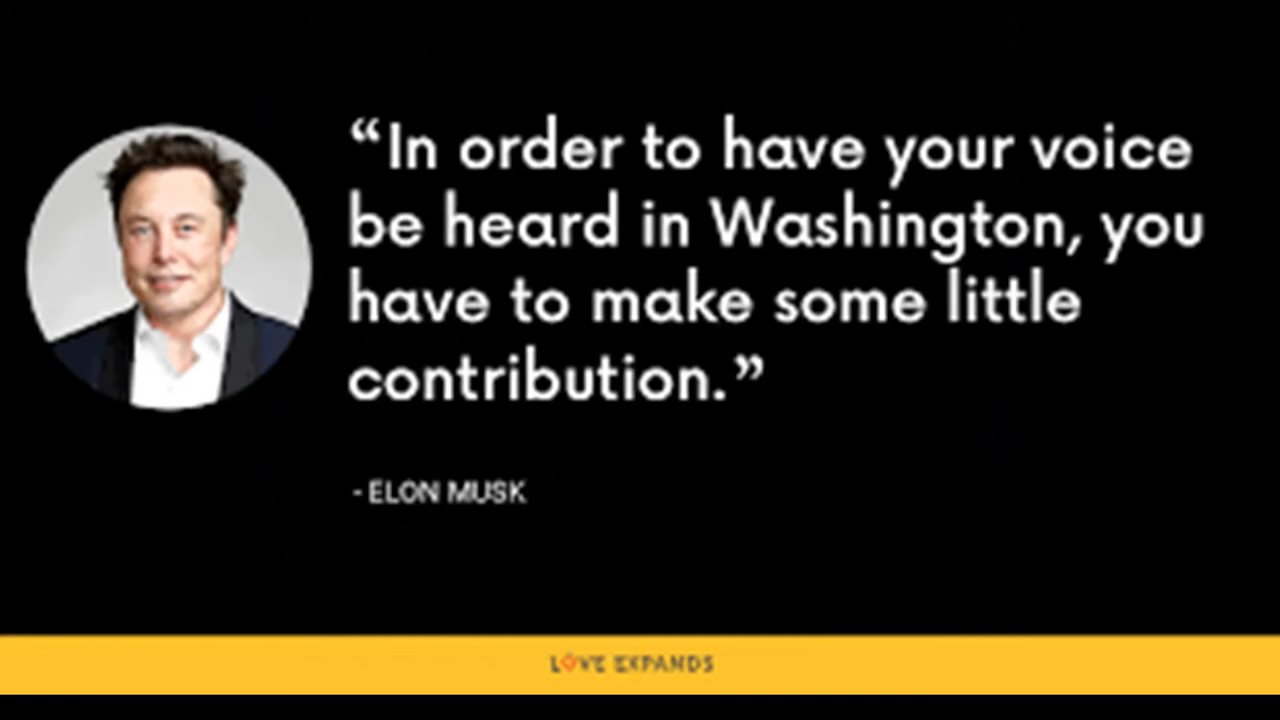 “In order to have your voice
be heard in Washington, you
have to make some little
contribution.”
- ELON MUSK
LOVE EXPANDS